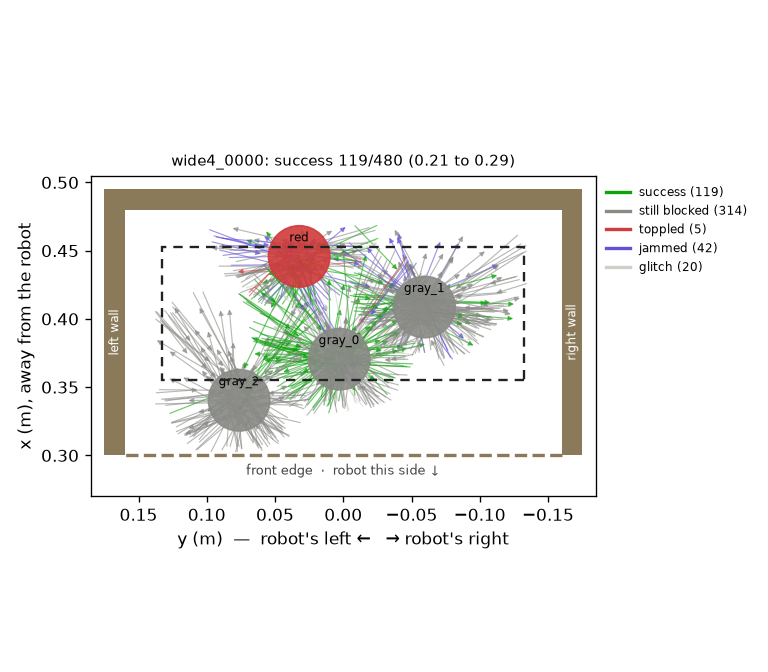 wide4_0000: success 119/480 (0.21 to 0.29)
0.50
0.45
0.40
0.35
0.30
x (m), away from the robot
left wall
right wall
red
gray_1
gray_0
gray_2
front edge · robot this side ↓
0.15 0.10 0.05 0.00 −0.05 −0.10 −0.15
y (m) — robot's left ← → robot's right
success (119)
still blocked (314)
toppled (5)
jammed (42)
glitch (20)